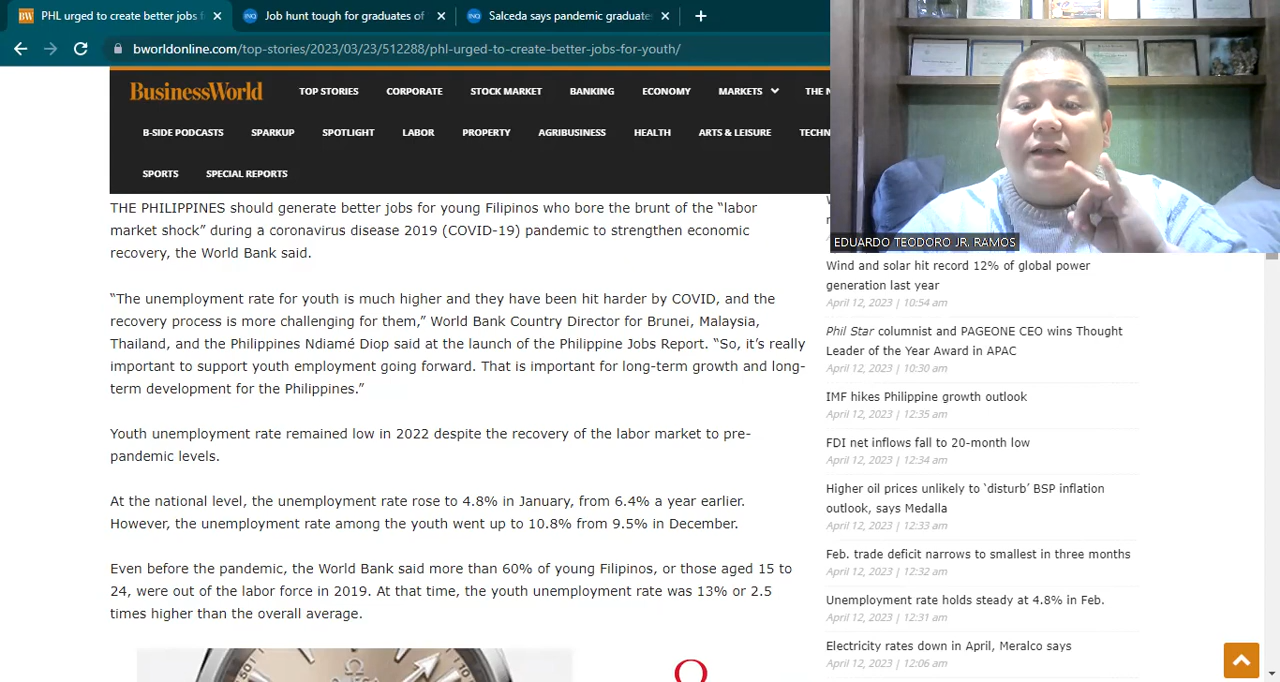 PHL urged to create better jobs f
Job hunt tough for graduates of
Salceda says pandemic graduate
bworldonline.com/top-stories/2023/03/23/512288/phl-urged-to-create-better-jobs-for-youth/
BusinessWorld
TOP STORIES CORPORATE STOCK MARKET BANKING ECONOMY MARKETS THE N
B-SIDE PODCASTS SPARKUP SPOTLIGHT LABOR PROPERTY AGRIBUSINESS HEALTH ARTS & LEISURE TECHN
SPORTS SPECIAL REPORTS
THE PHILIPPINES should generate better jobs for young Filipinos who bore the brunt of the “labor
market shock” during a coronavirus disease 2019 (COVID-19) pandemic to strengthen economic
recovery, the World Bank said.
“The unemployment rate for youth is much higher and they have been hit harder by COVID, and the
recovery process is more challenging for them,” World Bank Country Director for Brunei, Malaysia,
Thailand, and the Philippines Ndiamé Diop said at the launch of the Philippine Jobs Report. “So, it’s really
important to support youth employment going forward. That is important for long-term growth and long-
term development for the Philippines.”
Youth unemployment rate remained low in 2022 despite the recovery of the labor market to pre-
pandemic levels.
At the national level, the unemployment rate rose to 4.8% in January, from 6.4% a year earlier.
However, the unemployment rate among the youth went up to 10.8% from 9.5% in December.
Even before the pandemic, the World Bank said more than 60% of young Filipinos, or those aged 15 to
24, were out of the labor force in 2019. At that time, the youth unemployment rate was 13% or 2.5
times higher than the overall average.
EDUARDO TEODORO JR. RAMOS
Wind and solar hit record 12% of global power
generation last year
April 12, 2023 | 10:54 am
Phil Star columnist and PAGEONE CEO wins Thought
Leader of the Year Award in APAC
April 12, 2023 | 10:30 am
IMF hikes Philippine growth outlook
April 12, 2023 | 12:35 am
FDI net inflows fall to 20-month low
April 12, 2023 | 12:34 am
Higher oil prices unlikely to ‘disturb’ BSP inflation
outlook, says Medalla
April 12, 2023 | 12:33 am
Feb. trade deficit narrows to smallest in three months
April 12, 2023 | 12:32 am
Unemployment rate holds steady at 4.8% in Feb.
April 12, 2023 | 12:31 am
Electricity rates down in April, Meralco says
April 12, 2023 | 12:06 am